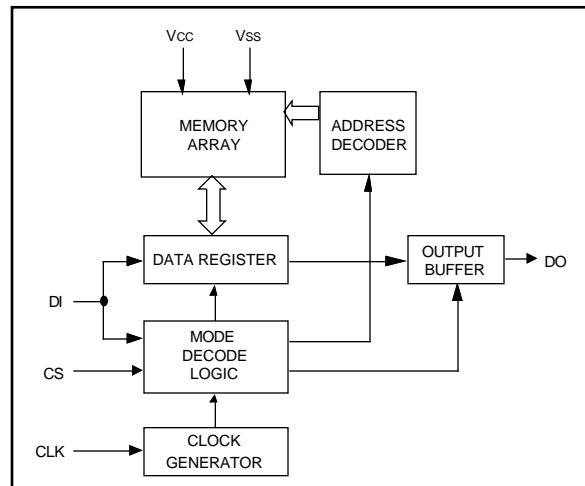 Vcc Vss
MEMORY
ARRAY
ADDRESS
DECODER
DATA REGISTER
OUTPUT
BUFFER
DO
DI
MODE
DECODE
LOGIC
CS
CLK
CLOCK
GENERATOR